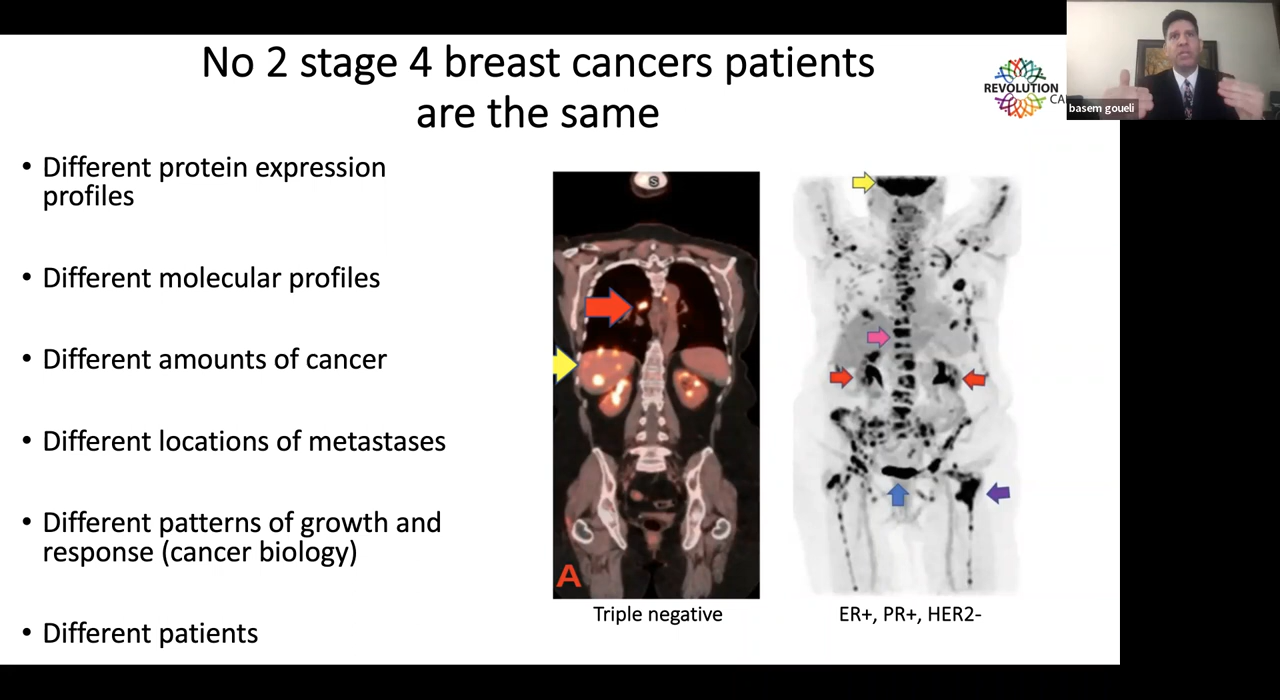 No 2 stage 4 breast cancers patients
are the same
REVOLUTION
CA
basem goueli
• Different protein expression
profiles
• Different molecular profiles
• Different amounts of cancer
• Different locations of metastases
• Different patterns of growth and
response (cancer biology)
• Different patients
S
A
Triple negative
ER+, PR+, HER2-